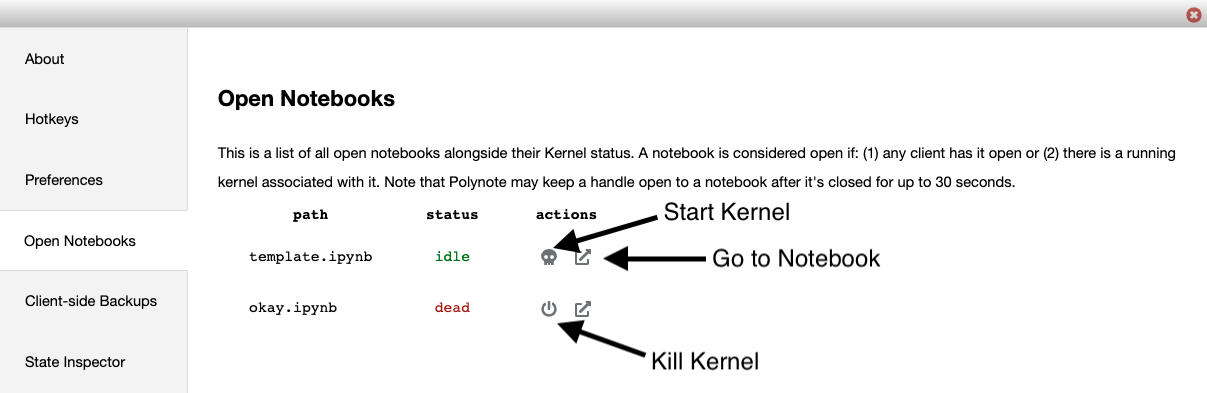 About
Hotkeys
Preferences
Open Notebooks
Client-side Backups
State Inspector
Open Notebooks
This is a list of all open notebooks alongside their Kernel status. A notebook is considered open if: (1) any client has it open or (2) there is a running
kernel associated with it. Note that Polynote may keep a handle open to a notebook after it's closed for up to 30 seconds.
path status actions
Start Kernel
template.ipynb idle
Go to Notebook
okay.ipynb dead
Kill Kernel